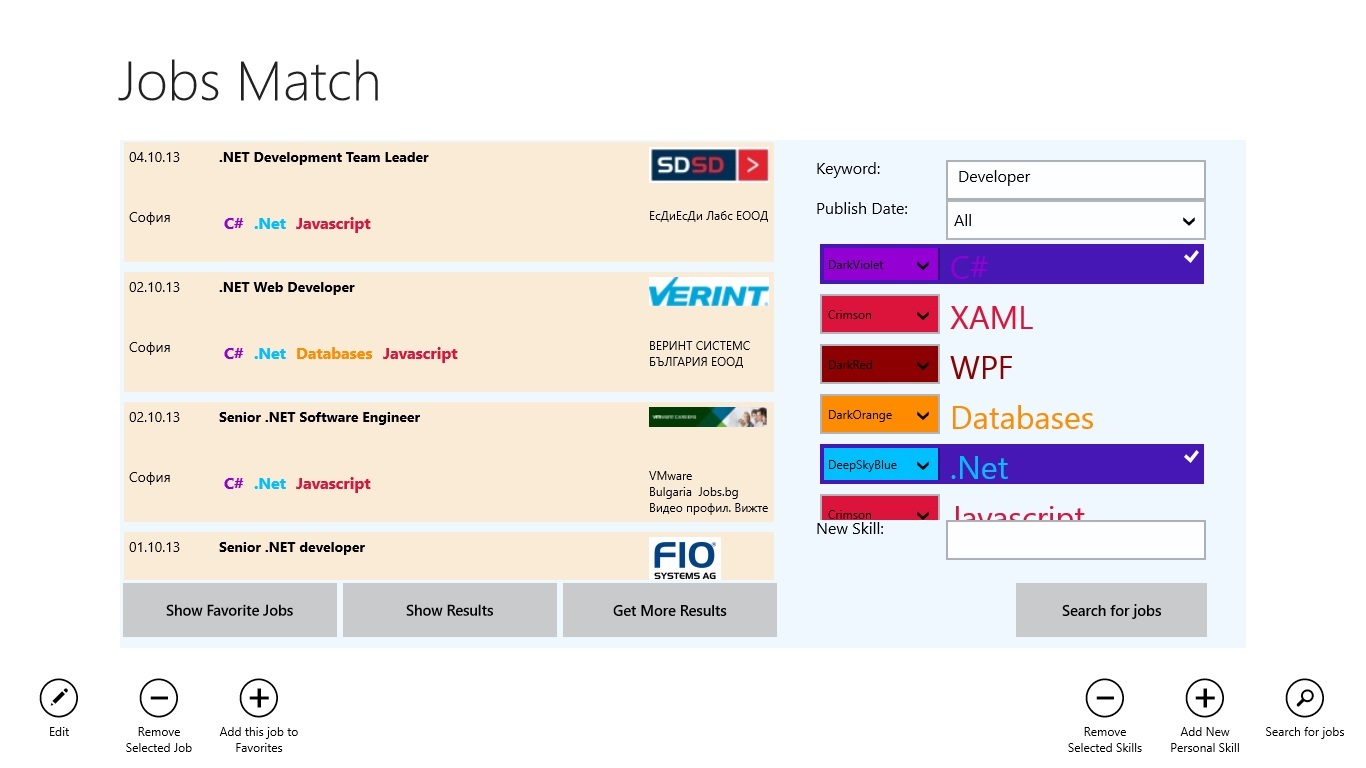 Jobs Match
04.10.13
.NET Development Team Leader
SDSD >
София
C# .Net Javascript
ЕсДиЕсДи Лабс ЕООД
02.10.13
.NET Web Developer
VERINT.
София
C# .Net Databases Javascript
ВЕРИНТ СИСТЕМС
БЪЛГАРИЯ ЕООД
02.10.13
Senior .NET Software Engineer
София
C# .Net Javascript
VMware
Bulgaria Jobs.bg
Видео профил. Вижте
01.10.13
Senior .NET developer
FIO
SYSTEMS AG
Show Favorite Jobs
Show Results
Get More Results
Keyword:
Developer
Publish Date:
All
DarkViolet
C#
Crimson
XAML
DarkRed
WPF
DarkOrange
Databases
DeepSkyBlue
.Net
Crimson
Javascript
New Skill:
Search for jobs
Edit
Remove
Selected Job
Add this job to
Favorites
Remove
Selected Skills
Add New
Personal Skill
Search for jobs